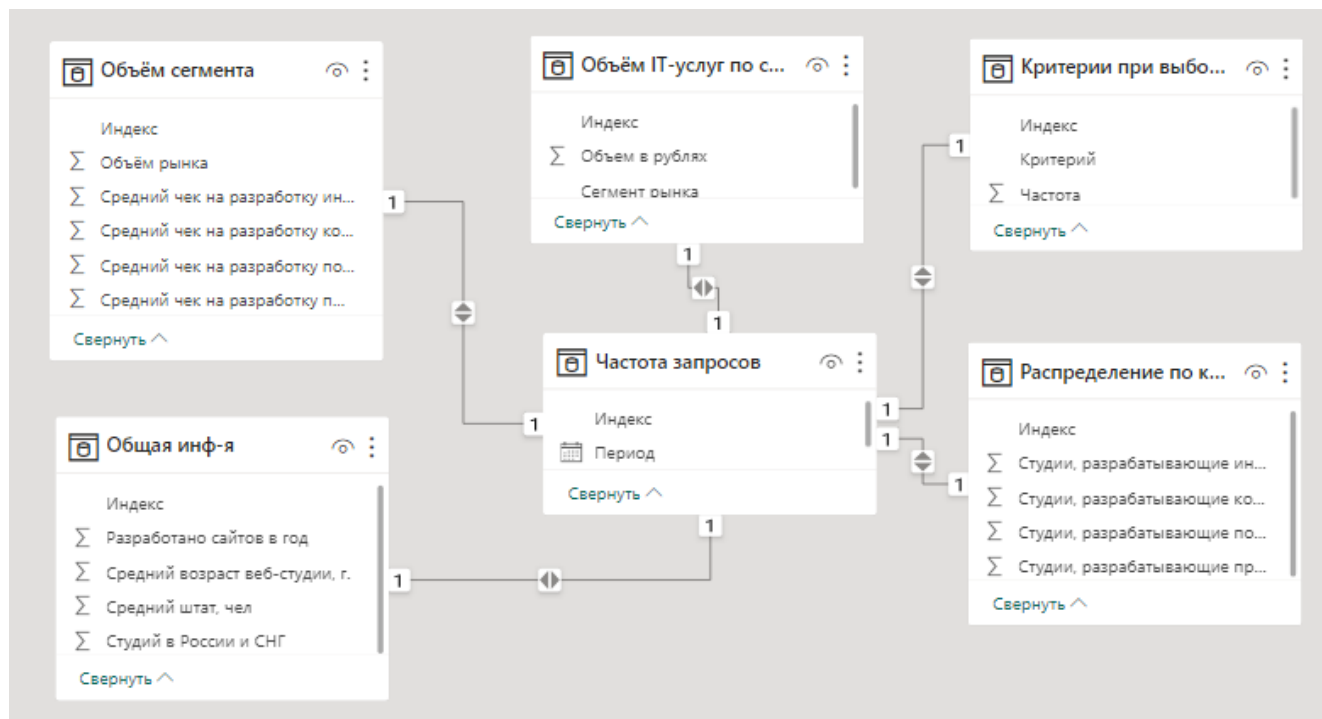 Объём сегмента
Индекс
Σ Объём рынка
Σ Средний чек на разработку ин...
Σ Средний чек на разработку ко...
Σ Средний чек на разработку по...
Σ Средний чек на разработку п...
Свернуть
Объём IT-услуг по с...
Индекс
Σ Объем в рублях
Сегмент рынка
Свернуть
Критерии при выбо...
Индекс
Критерий
Σ Частота
Свернуть
1
1
1
1
Частота запросов
Индекс
Период
Свернуть
1
1
1
1
Распределение по к...
Индекс
Σ Студии, разрабатывающие ин...
Σ Студии, разрабатывающие ко...
Σ Студии, разрабатывающие по...
Σ Студии, разрабатывающие пр...
Свернуть
Общая инф-я
Индекс
Σ Разработано сайтов в год
Σ Средний возраст веб-студии, г.
Σ Средний штат, чел
Σ Студий в России и СНГ
Свернуть
1
1